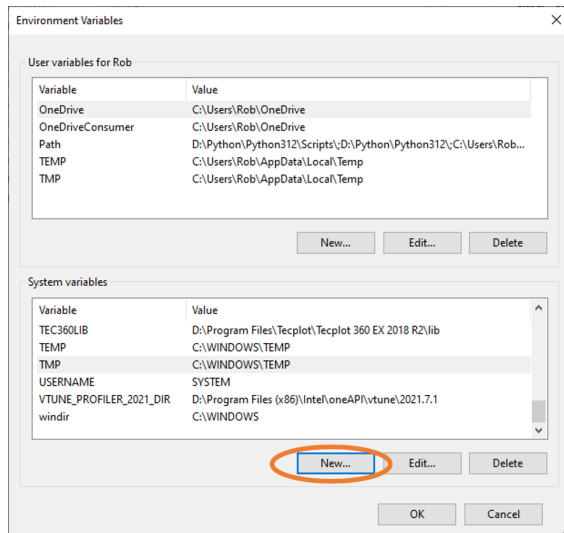 Environment Variables
User variables for Rob
Variable Value
OneDrive C:\Users\Rob\OneDrive
OneDriveConsumer C:\Users\Rob\OneDrive
Path D:\Python\Python312\Scripts\;D:\Python\Python312\;C:\Users\Rob...
TEMP C:\Users\Rob\AppData\Local\Temp
TMP C:\Users\Rob\AppData\Local\Temp
New... Edit... Delete
System variables
Variable Value
TEC360LIB D:\Program Files\Tecplot\Tecplot 360 EX 2018 R2\lib
TEMP C:\WINDOWS\TEMP
TMP C:\WINDOWS\TEMP
USERNAME SYSTEM
VTUNE_PROFILER_2021_DIR D:\Program Files (x86)\Intel\oneAPI\vtune\2021.7.1
windir C:\WINDOWS
New... Edit... Delete
OK Cancel